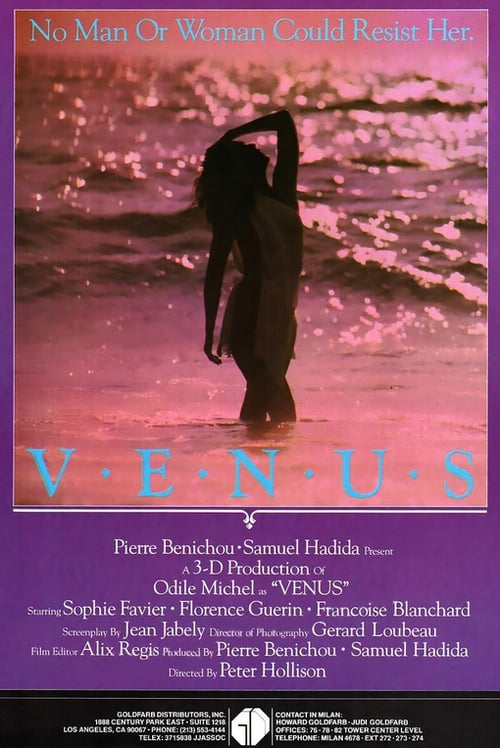 No Man Or Woman Could Resist Her.
V·E·N·U·S
Pierre Benichou · Samuel Hadida Present
A 3-D Production Of
Odile Michel as "VENUS"
Starring Sophie Favier · Florence Guerin · Francoise Blanchard
Screenplay By Jean Jabely Director of Photography Gerard Loubeau
Film Editor Alix Regis Produced By Pierre Benichou · Samuel Hadida
Directed By Peter Hollison
GOLDFARB DISTRIBUTORS, INC.
1888 CENTURY PARK EAST · SUITE 1218
LOS ANGELES, CA 90067 · PHONE: (213) 553-4144
TELEX: 3715838 JJASSOC
CONTACT IN MILAN:
HOWARD GOLDFARB · JUDI GOLDFARB
OFFICES: 76 · 78 · 82 TOWER CENTER LEVEL
TELEPHONE: MILAN 4678 · EXT 272 · 273 · 274